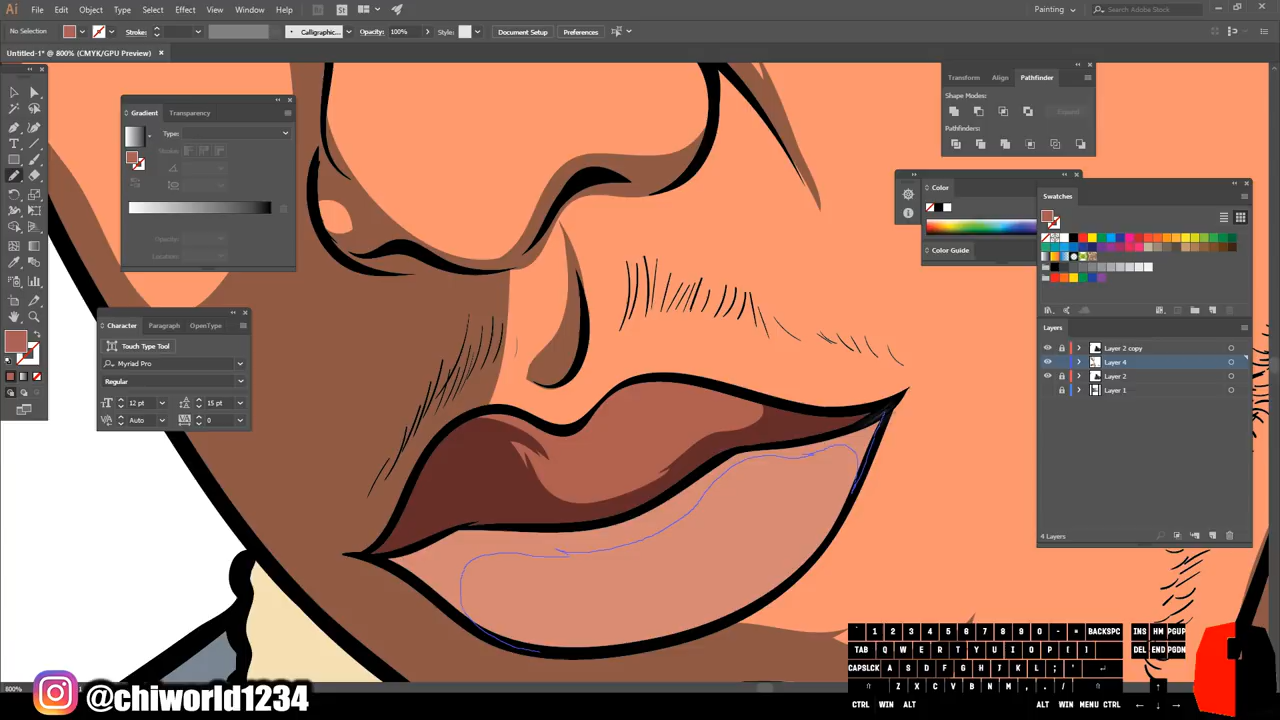 Ai File Edit Object Type Select Effect View Window Help Br St Painting Search Adobe Stock
No Selection Stroke: Calligraphic... Opacity: 100% Style: Document Setup Preferences
Untitled-1* @ 800% (CMYK/GPU Preview) ×
Gradient Transparency
Type:
Stroke:
Opacity:
Location:
Transform Align Pathfinder
Shape Modes:
Expand
Pathfinders:
Color
Color Guide
Swatches
Character Paragraph OpenType
Touch Type Tool
Myriad Pro
Regular
12 pt 15 pt
Auto 0
Layers
Layer 2 copy
Layer 4
Layer 2
Layer 1
4 Layers
800%
@chiworld1234
` 1 2 3 4 5 6 7 8 9 0 - = BACKSPC INS HM PGUP
TAB Q W E R T Y U I O P [ ] DEL END PGDN
CAPSLCK A S D F G H J K L ; '
Z X C V B N M , . /
CTRL WIN ALT ALT WIN MENU CTRL